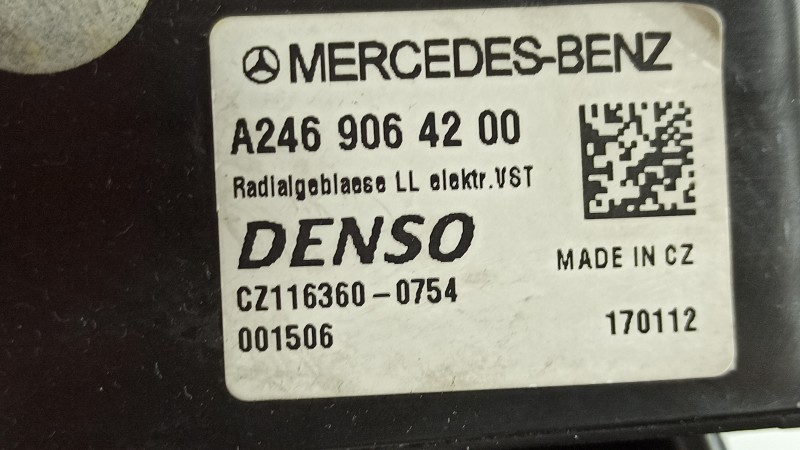 MERCEDES-BENZ
A246 906 42 00
Radialgeblaese LL elektr.VST
DENSO
MADE IN CZ
CZ116360-0754
001506
170112